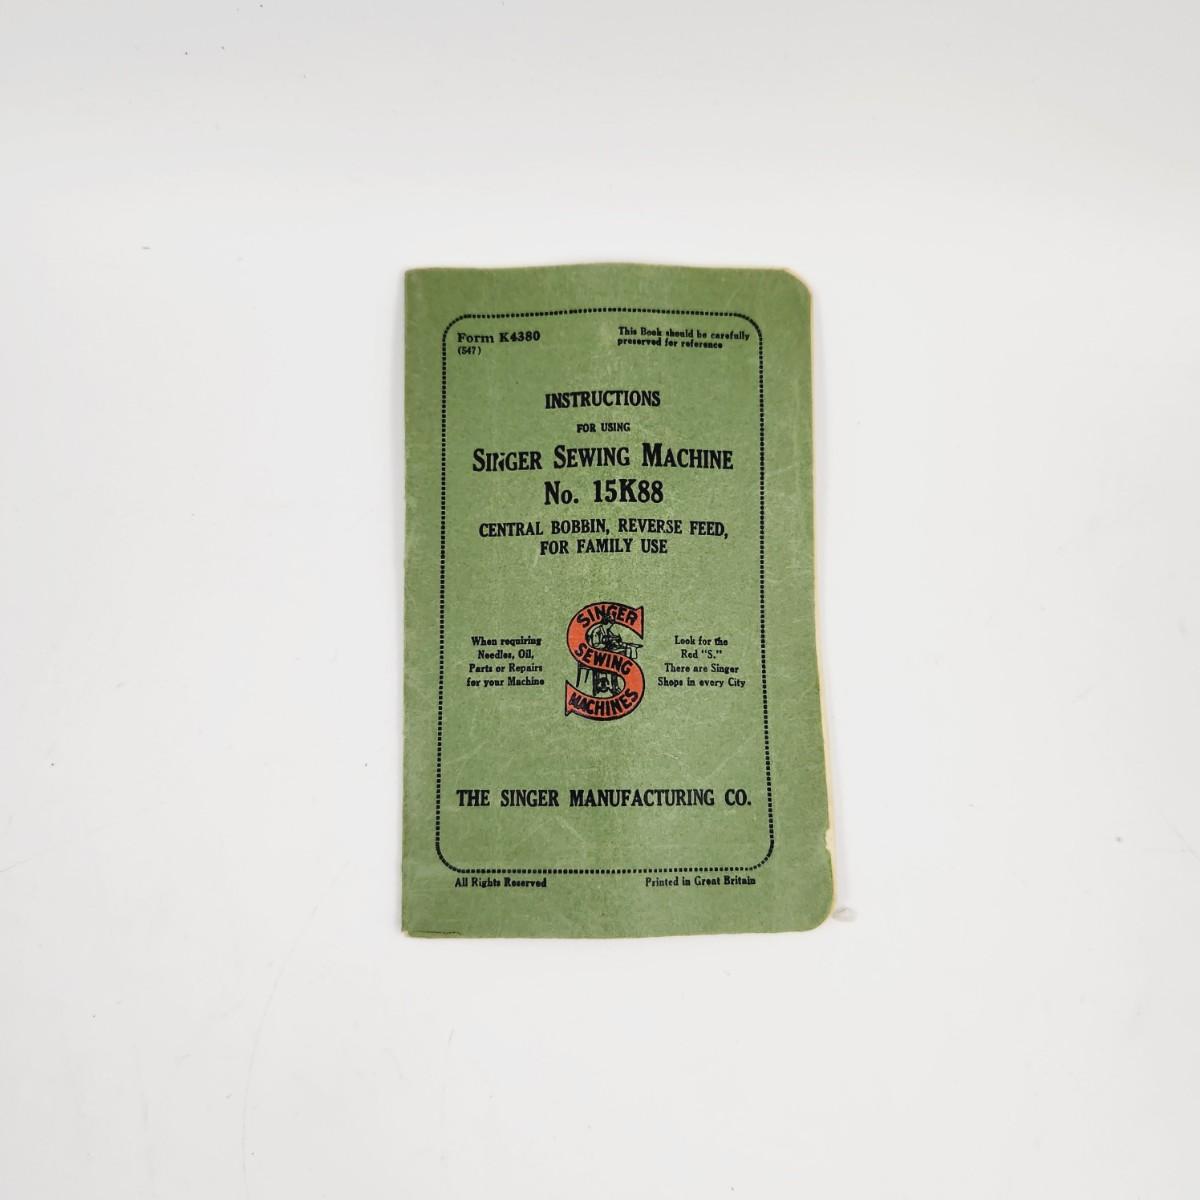 Form K4380
(547)
This Book should be carefully
preserved for reference
INSTRUCTIONS
FOR USING
SINGER SEWING MACHINE
No. 15K88
CENTRAL BOBBIN, REVERSE FEED,
FOR FAMILY USE
When requiring
Needles, Oil,
Parts or Repairs
for your Machine
SINGER
SEWING
MACHINES
Look for the
Red "S."
There are Singer
Shops in every City
THE SINGER MANUFACTURING CO.
All Rights Reserved
Printed in Great Britain